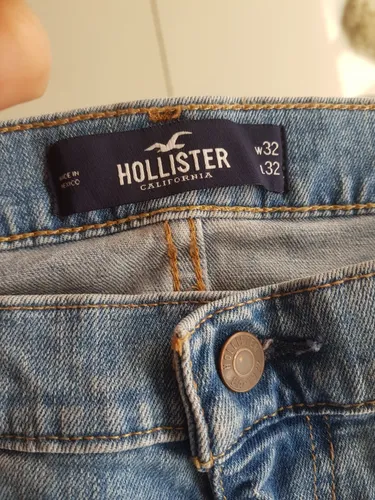 MADE IN
MEXICO
HOLLISTER
CALIFORNIA
W32
L32